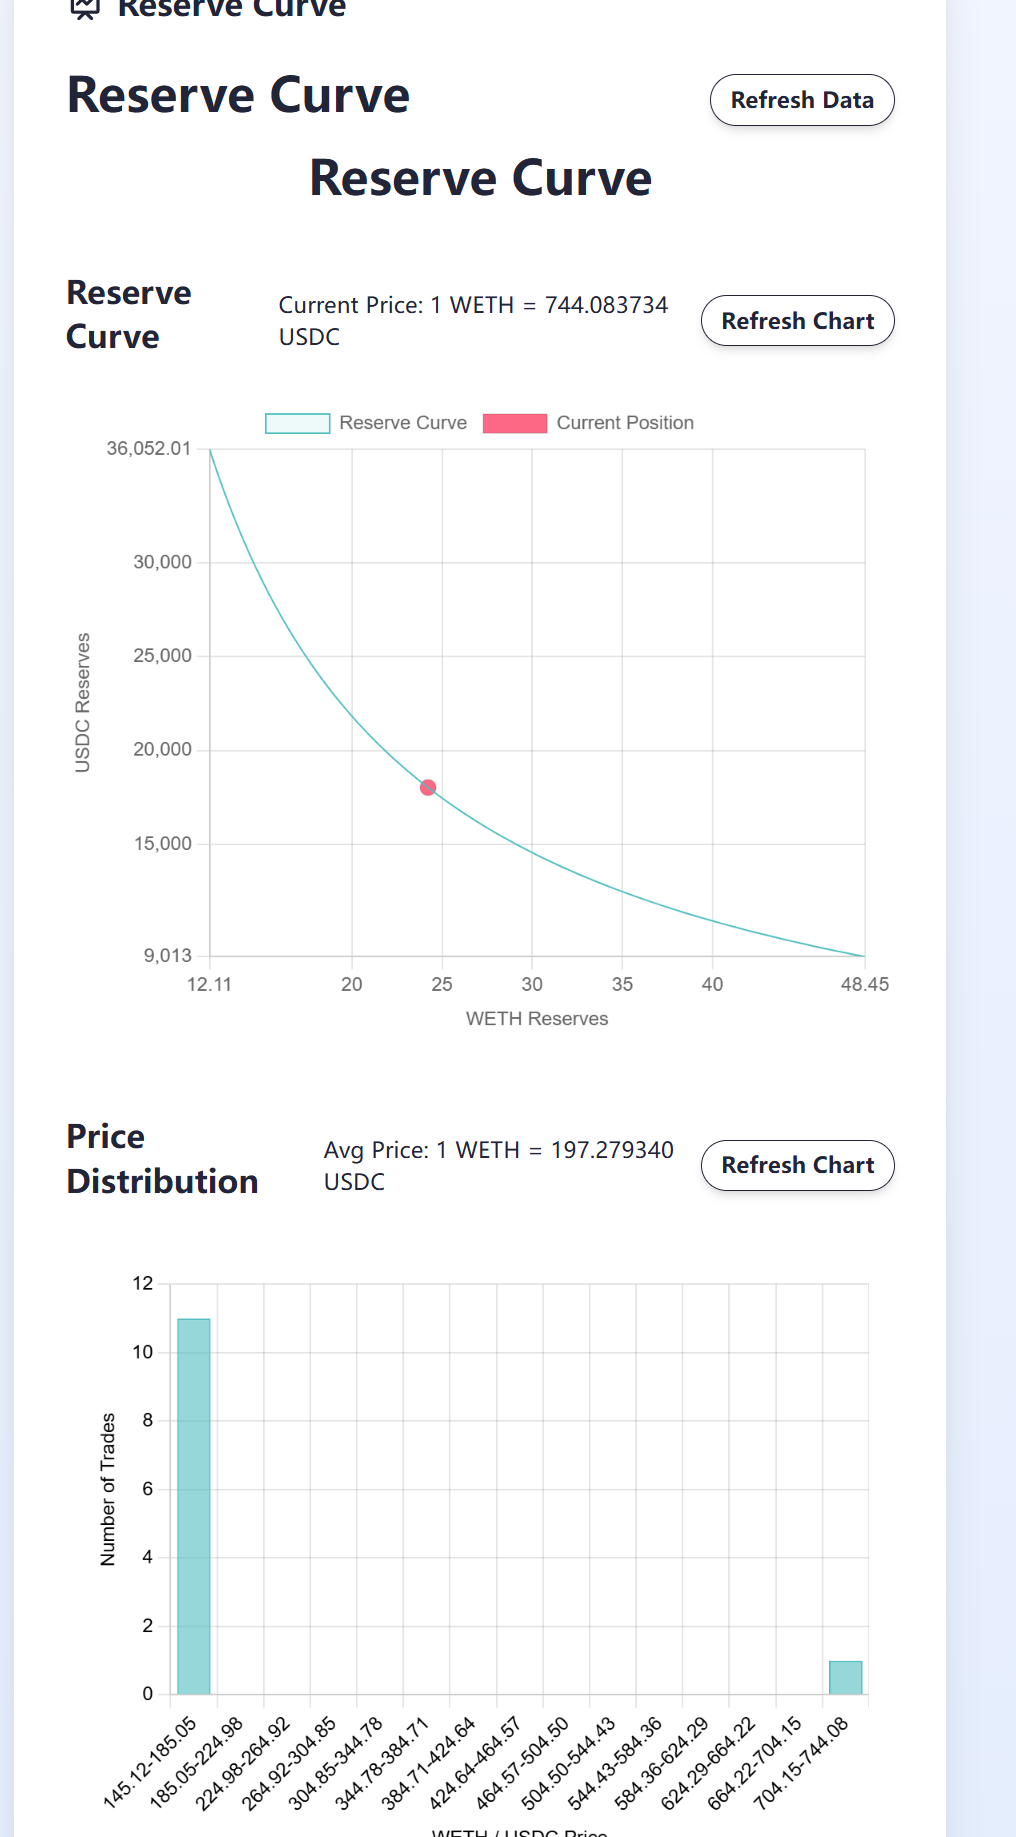 Reserve Curve
Reserve Curve
Refresh Data
Reserve Curve
Reserve
Curve
Current Price: 1 WETH = 744.083734
USDC
Refresh Chart
Reserve Curve
Current Position
36,052.01
30,000
25,000
20,000
15,000
9,013
USDC Reserves
12.11
20
25
30
35
40
48.45
WETH Reserves
Price
Distribution
Avg Price: 1 WETH = 197.279340
USDC
Refresh Chart
12
10
8
6
4
2
0
Number of Trades
145.12-185.05
185.05-224.98
224.98-264.92
264.92-304.85
304.85-344.78
344.78-384.71
384.71-424.64
424.64-464.57
464.57-504.50
504.50-544.43
544.43-584.36
584.36-624.29
624.29-664.22
664.22-704.15
704.15-744.08
WETH / USDC Price